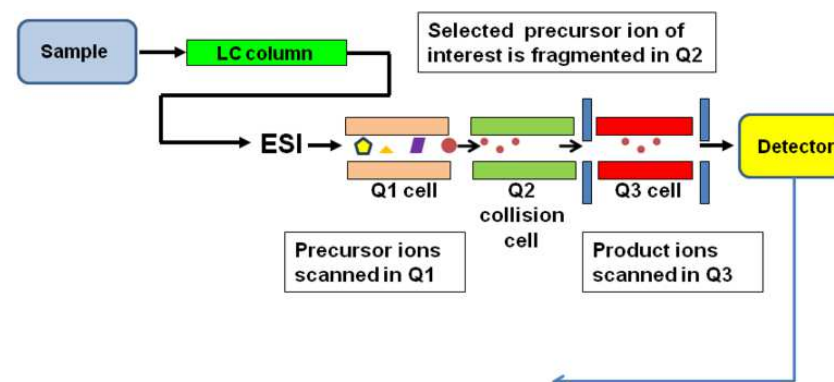 Sample
LC column
Selected precursor ion of
interest is fragmented in Q2
ESI
Q1 cell
Q2
collision
cell
Q3 cell
Detector
Precursor ions
scanned in Q1
Product ions
scanned in Q3